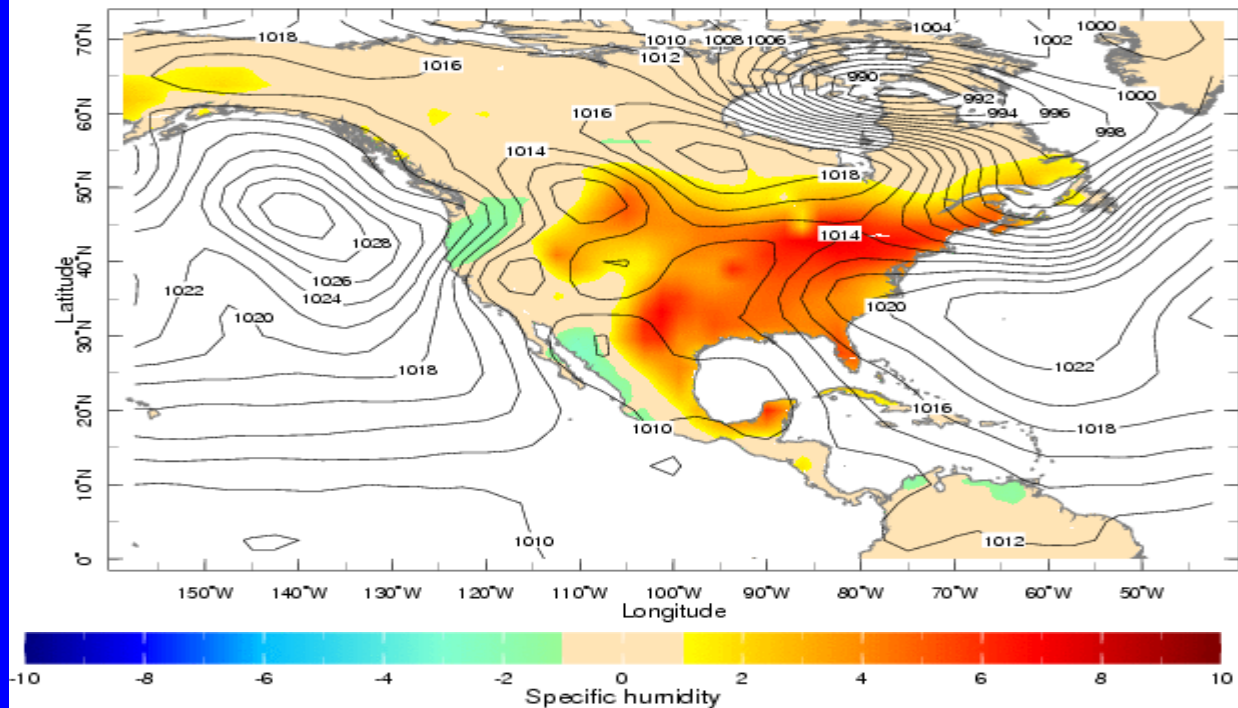 70°N
60°N
50°N
40°N
30°N
20°N
10°N
0°
Latitude
1018
1016
1010
1008
1006
1012
1004
1002
1000
990
992
994
996
998
1000
1016
1014
1018
1014
1028
1026
1024
1022
1020
1018
1020
1022
1016
1018
1010
1010
1012
150°W
140°W
130°W
120°W
110°W
100°W
90°W
80°W
70°W
60°W
50°W
Longitude
-10
-8
-6
-4
-2
0
2
4
6
8
10
Specific humidity